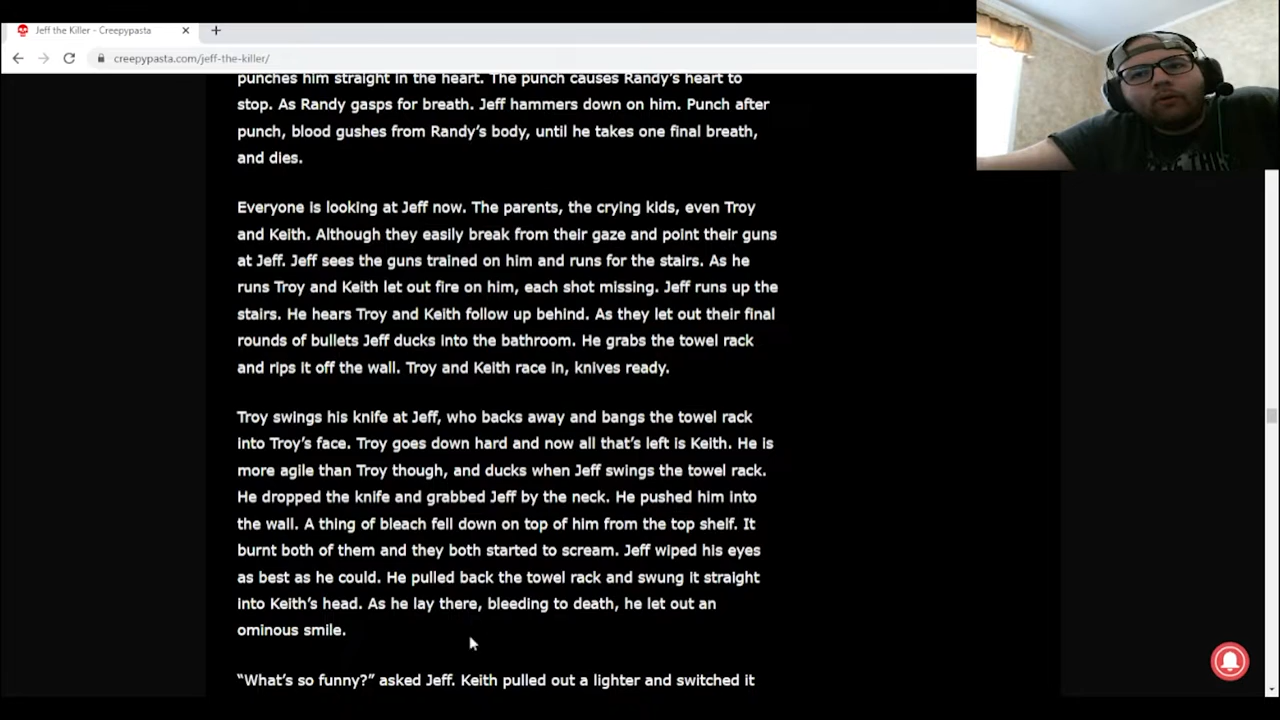 Jeff the Killer - Creepypasta
creepypasta.com/jeff-the-killer/
punches him straight in the heart. The punch causes Randy's heart to
stop. As Randy gasps for breath. Jeff hammers down on him. Punch after
punch, blood gushes from Randy's body, until he takes one final breath,
and dies.
Everyone is looking at Jeff now. The parents, the crying kids, even Troy
and Keith. Although they easily break from their gaze and point their guns
at Jeff. Jeff sees the guns trained on him and runs for the stairs. As he
runs Troy and Keith let out fire on him, each shot missing. Jeff runs up the
stairs. He hears Troy and Keith follow up behind. As they let out their final
rounds of bullets Jeff ducks into the bathroom. He grabs the towel rack
and rips it off the wall. Troy and Keith race in, knives ready.
Troy swings his knife at Jeff, who backs away and bangs the towel rack
into Troy's face. Troy goes down hard and now all that's left is Keith. He is
more agile than Troy though, and ducks when Jeff swings the towel rack.
He dropped the knife and grabbed Jeff by the neck. He pushed him into
the wall. A thing of bleach fell down on top of him from the top shelf. It
burnt both of them and they both started to scream. Jeff wiped his eyes
as best as he could. He pulled back the towel rack and swung it straight
into Keith's head. As he lay there, bleeding to death, he let out an
ominous smile.
"What's so funny?" asked Jeff. Keith pulled out a lighter and switched it